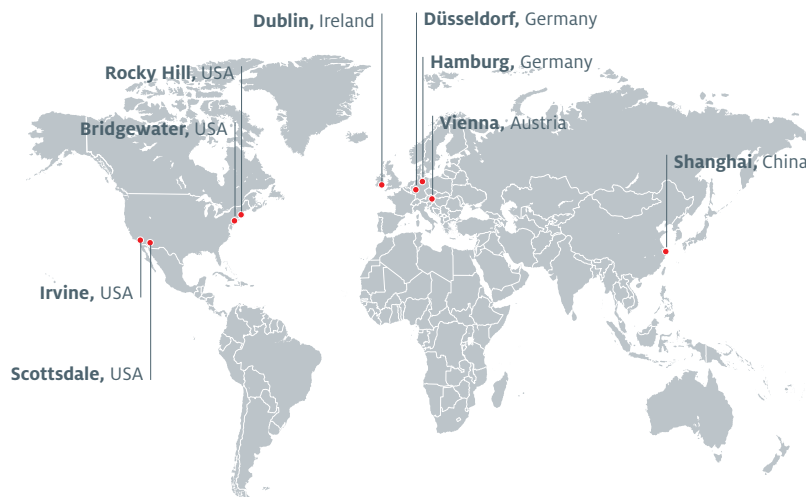 Dublin, Ireland
Düsseldorf, Germany
Hamburg, Germany
Rocky Hill, USA
Bridgewater, USA
Vienna, Austria
Shanghai, China
Irvine, USA
Scottsdale, USA